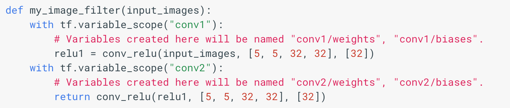 def my_image_filter(input_images):
    with tf.variable_scope("conv1"):
        # Variables created here will be named "conv1/weights", "conv1/biases".
        relu1 = conv_relu(input_images, [5, 5, 32, 32], [32])
    with tf.variable_scope("conv2"):
        # Variables created here will be named "conv2/weights", "conv2/biases".
        return conv_relu(relu1, [5, 5, 32, 32], [32])